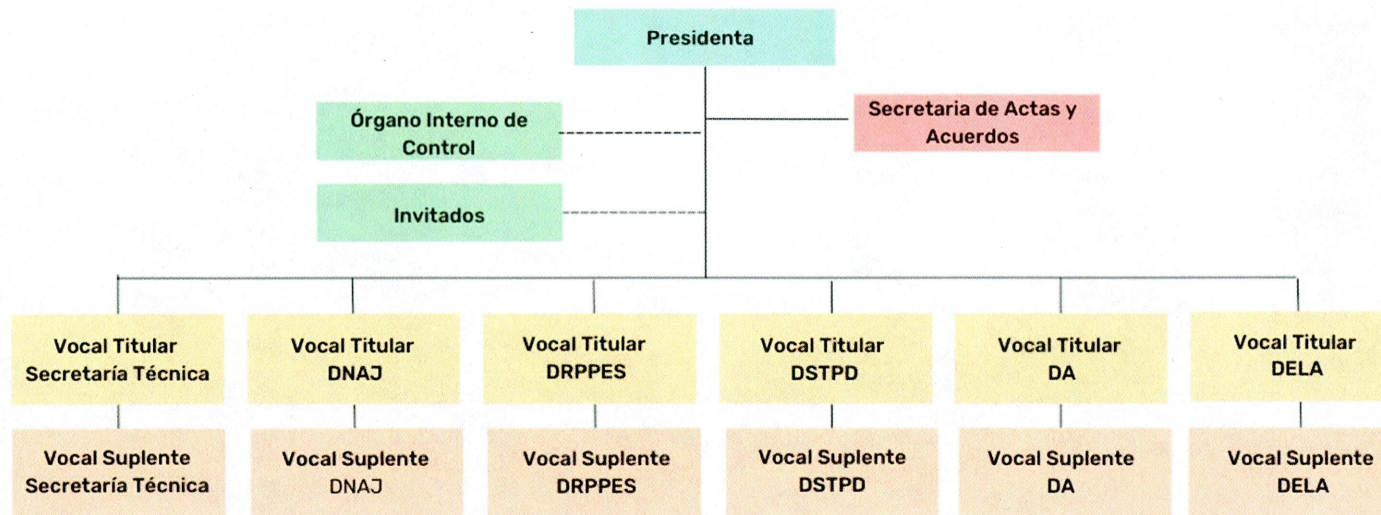 Presidenta
Órgano Interno de
Control
Secretaria de Actas y
Acuerdos
Invitados
Vocal Titular
Secretaría Técnica
Vocal Titular
DNAJ
Vocal Titular
DRPPES
Vocal Titular
DSTPD
Vocal Titular
DA
Vocal Titular
DELA
Vocal Suplente
Secretaría Técnica
Vocal Suplente
DNAJ
Vocal Suplente
DRPPES
Vocal Suplente
DSTPD
Vocal Suplente
DA
Vocal Suplente
DELA